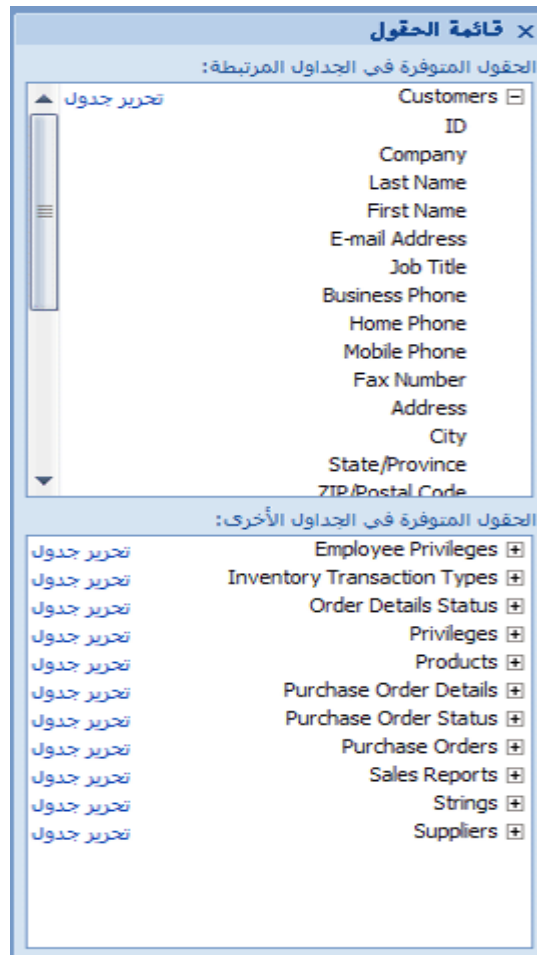 قائمة الحقول
الحقول المتوفرة في الجداول المرتبطة:
Customers تحرير جدول
ID
Company
Last Name
First Name
E-mail Address
Job Title
Business Phone
Home Phone
Mobile Phone
Fax Number
Address
City
State/Province
ZIP/Postal Code
الحقول المتوفرة في الجداول الأخرى:
Employee Privileges تحرير جدول
Inventory Transaction Types تحرير جدول
Order Details Status تحرير جدول
Privileges تحرير جدول
Products تحرير جدول
Purchase Order Details تحرير جدول
Purchase Order Status تحرير جدول
Purchase Orders تحرير جدول
Sales Reports تحرير جدول
Strings تحرير جدول
Suppliers تحرير جدول